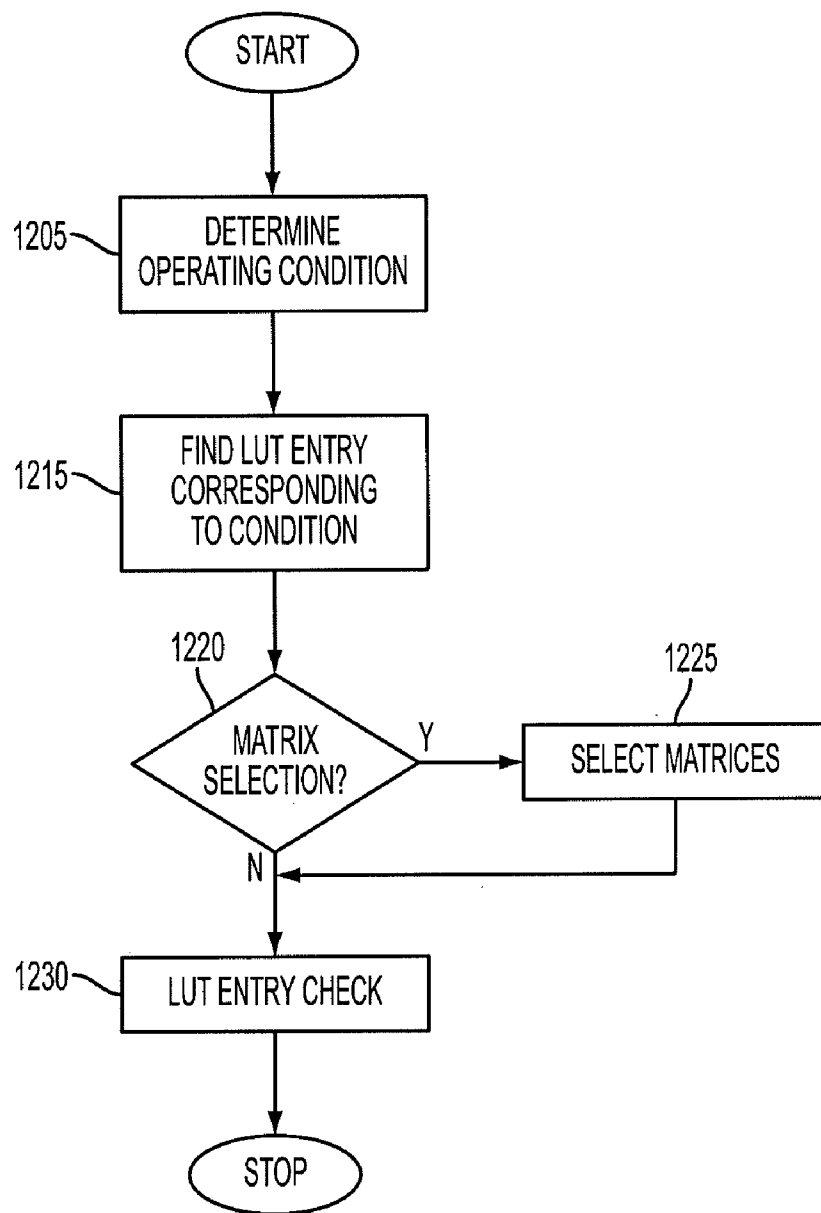 START
1205
DETERMINE
OPERATING CONDITION
1215
FIND LUT ENTRY
CORRESPONDING
TO CONDITION
1220
MATRIX
SELECTION?
Y
1225
SELECT MATRICES
N
1230
LUT ENTRY CHECK
STOP